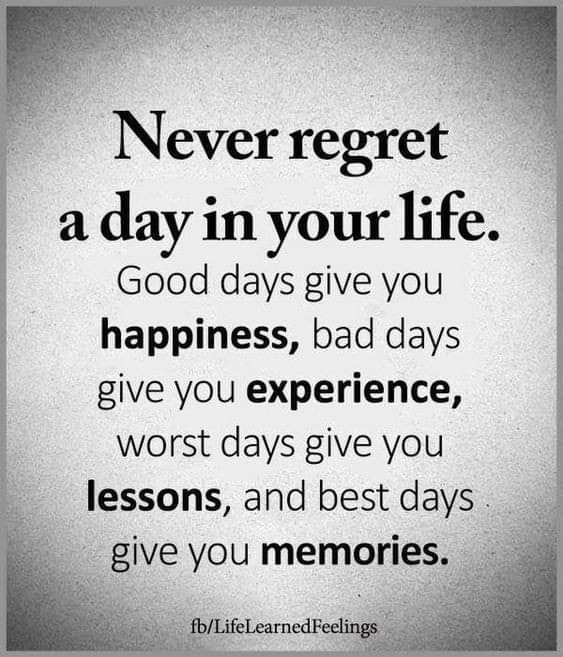 Never regret
a day in your life.
Good days give you
happiness, bad days
give you experience,
worst days give you
lessons, and best days
give you memories.
fb/LifeLearnedFeelings